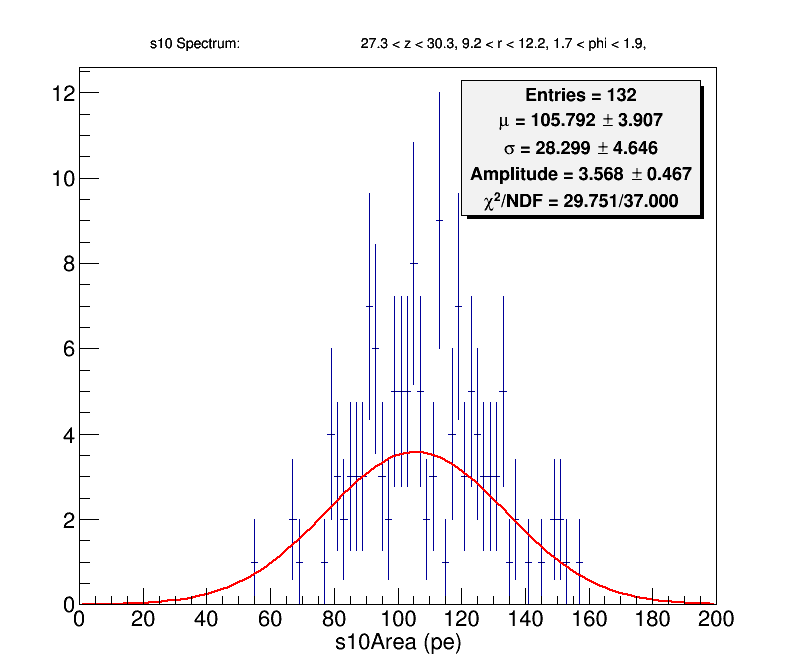 s10 Spectrum: 27.3 < z < 30.3, 9.2 < r < 12.2, 1.7 < phi < 1.9,
Entries = 132
μ = 105.792 ± 3.907
σ = 28.299 ± 4.646
Amplitude = 3.568 ± 0.467
χ²/NDF = 29.751/37.000
12
10
8
6
4
2
0
0 20 40 60 80 100 120 140 160 180 200
s10Area (pe)